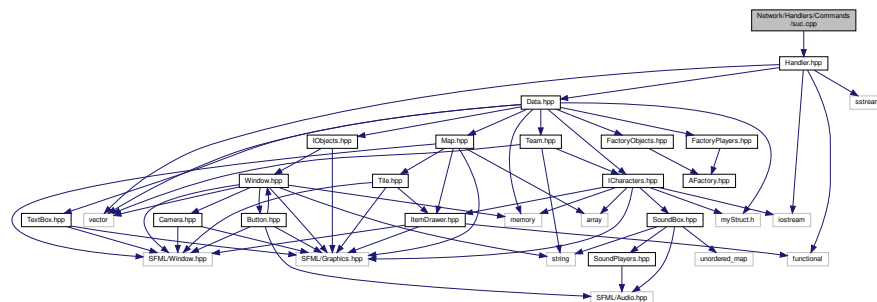 Network/Handlers/Commands
/suc.cpp
Handler.hpp
Data.hpp
sstream
IObjects.hpp
Map.hpp
Team.hpp
FactoryObjects.hpp
FactoryPlayers.hpp
Window.hpp
Tile.hpp
ICharacters.hpp
AFactory.hpp
TextBox.hpp
vector
Camera.hpp
Button.hpp
ItemDrawer.hpp
memory
array
SoundBox.hpp
myStruct.h
iostream
SFML/Window.hpp
SFML/Graphics.hpp
string
SoundPlayers.hpp
unordered_map
functional
SFML/Audio.hpp